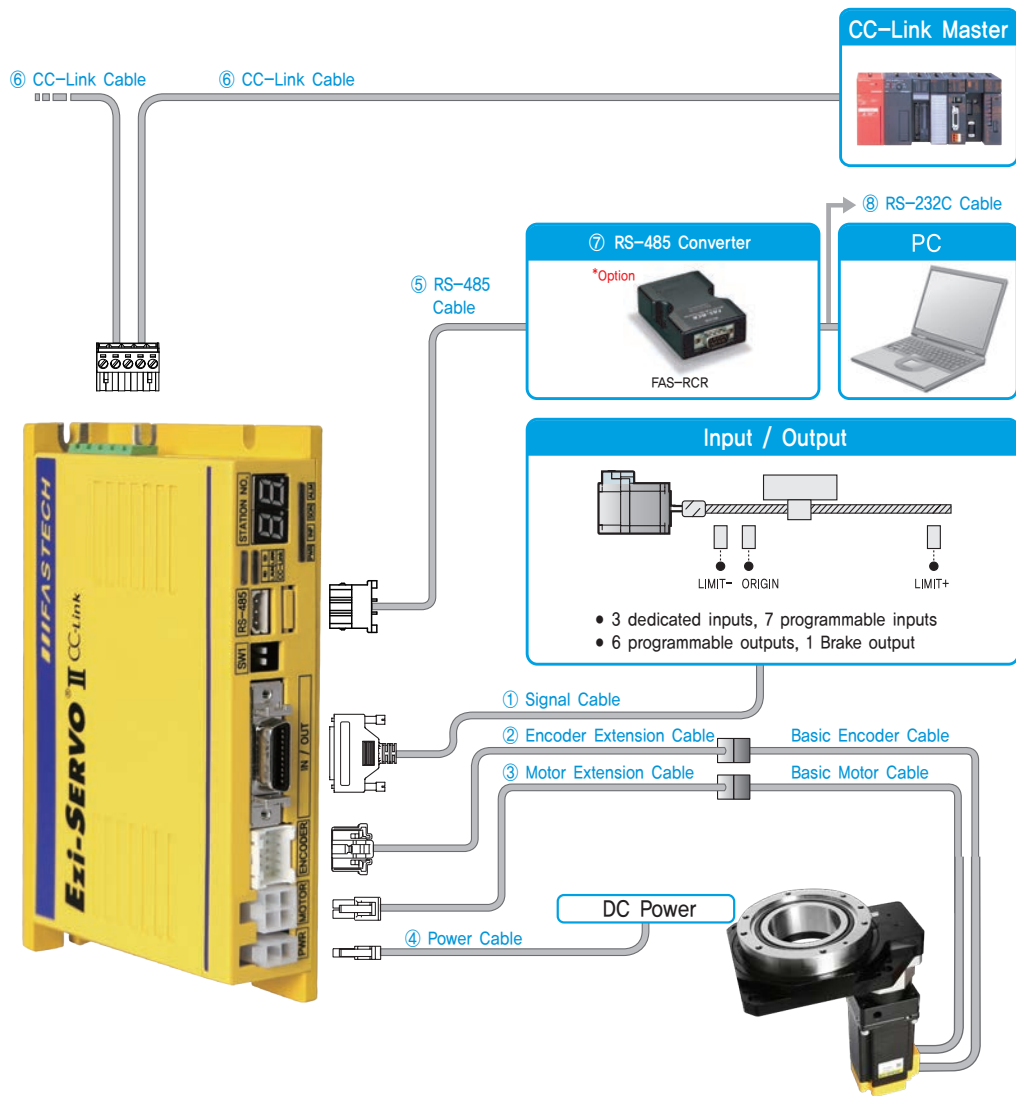 CC-Link Master
⑥ CC-Link Cable
⑥ CC-Link Cable
⑧ RS-232C Cable
⑦ RS-485 Converter
*Option
FAS-RCR
PC
⑤ RS-485
Cable
Input / Output
LIMIT-
ORIGIN
LIMIT+
• 3 dedicated inputs, 7 programmable inputs
• 6 programmable outputs, 1 Brake output
① Signal Cable
② Encoder Extension Cable
Basic Encoder Cable
③ Motor Extension Cable
Basic Motor Cable
DC Power
④ Power Cable
FASTECH
Ezi-SERVO® II CC-Link
STATION NO.
8.8.
RS-485
SW1
IN / OUT
ENCODER
MOTOR
PWR